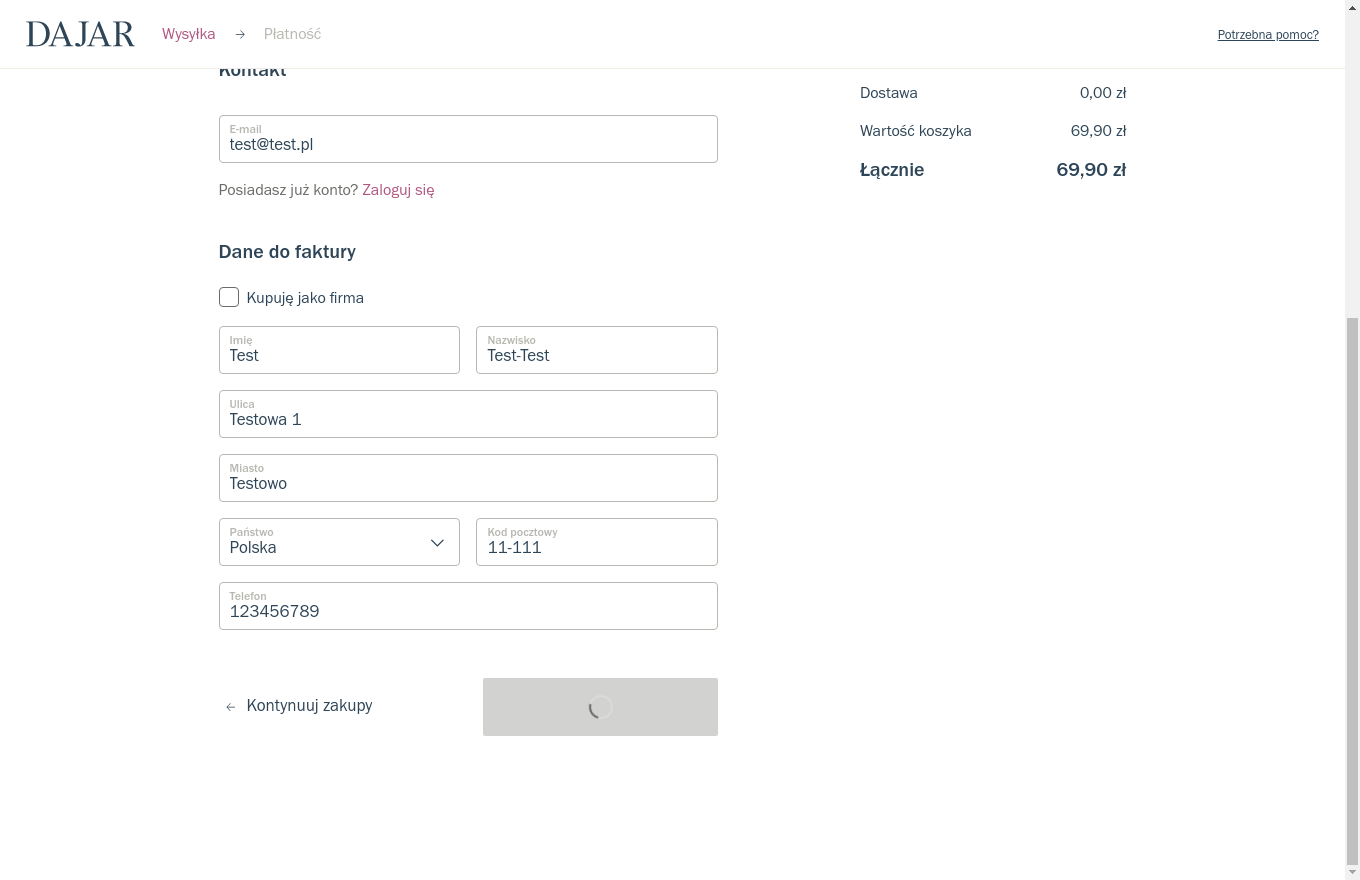 DAJAR
Wysyłka
Płatność
Potrzebna pomoc?
Kontakt
E-mail
test@test.pl
Posiadasz już konto? Zaloguj się
Dane do faktury
Kupuję jako firma
Imię
Test
Nazwisko
Test-Test
Ulica
Testowa 1
Miasto
Testowo
Państwo
Polska
Kod pocztowy
11-111
Telefon
123456789
Kontynuuj zakupy
Dostawa 0,00 zł
Wartość koszyka 69,90 zł
Łącznie 69,90 zł